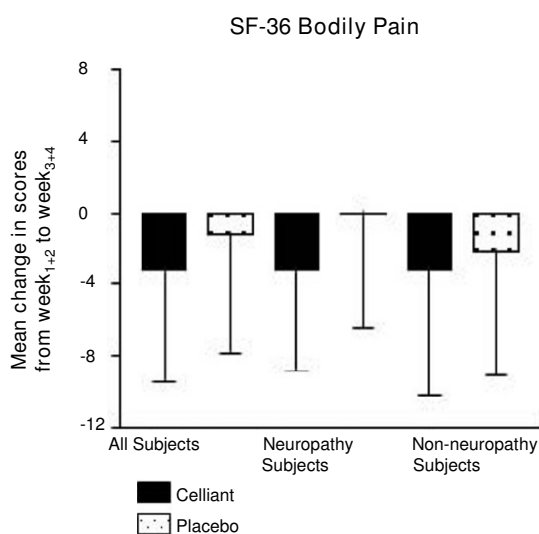 SF-36 Bodily Pain
Mean change in scores
from week1+2 to week3+4
8
4
0
-4
-8
-12
All Subjects
Neuropathy
Subjects
Non-neuropathy
Subjects
Celliant
Placebo